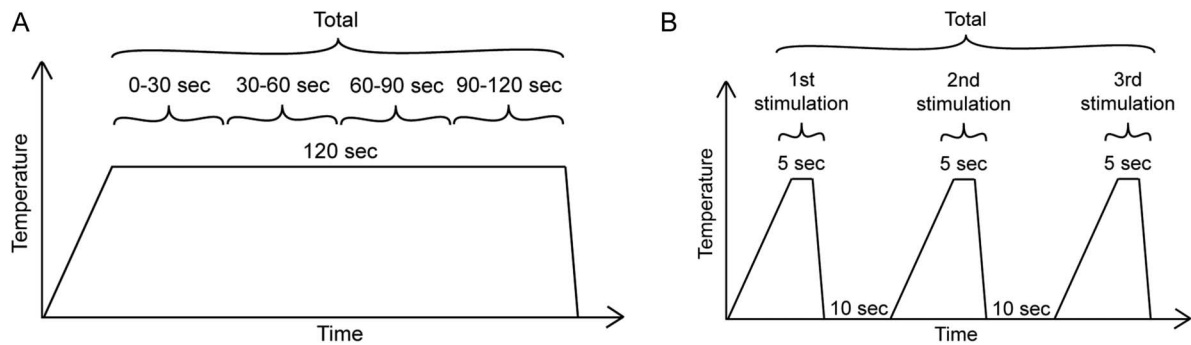 A
Total
0-30 sec 30-60 sec 60-90 sec 90-120 sec
120 sec
Temperature
Time
B
Total
1st stimulation
2nd stimulation
3rd stimulation
5 sec
5 sec
5 sec
Temperature
10 sec
10 sec
Time